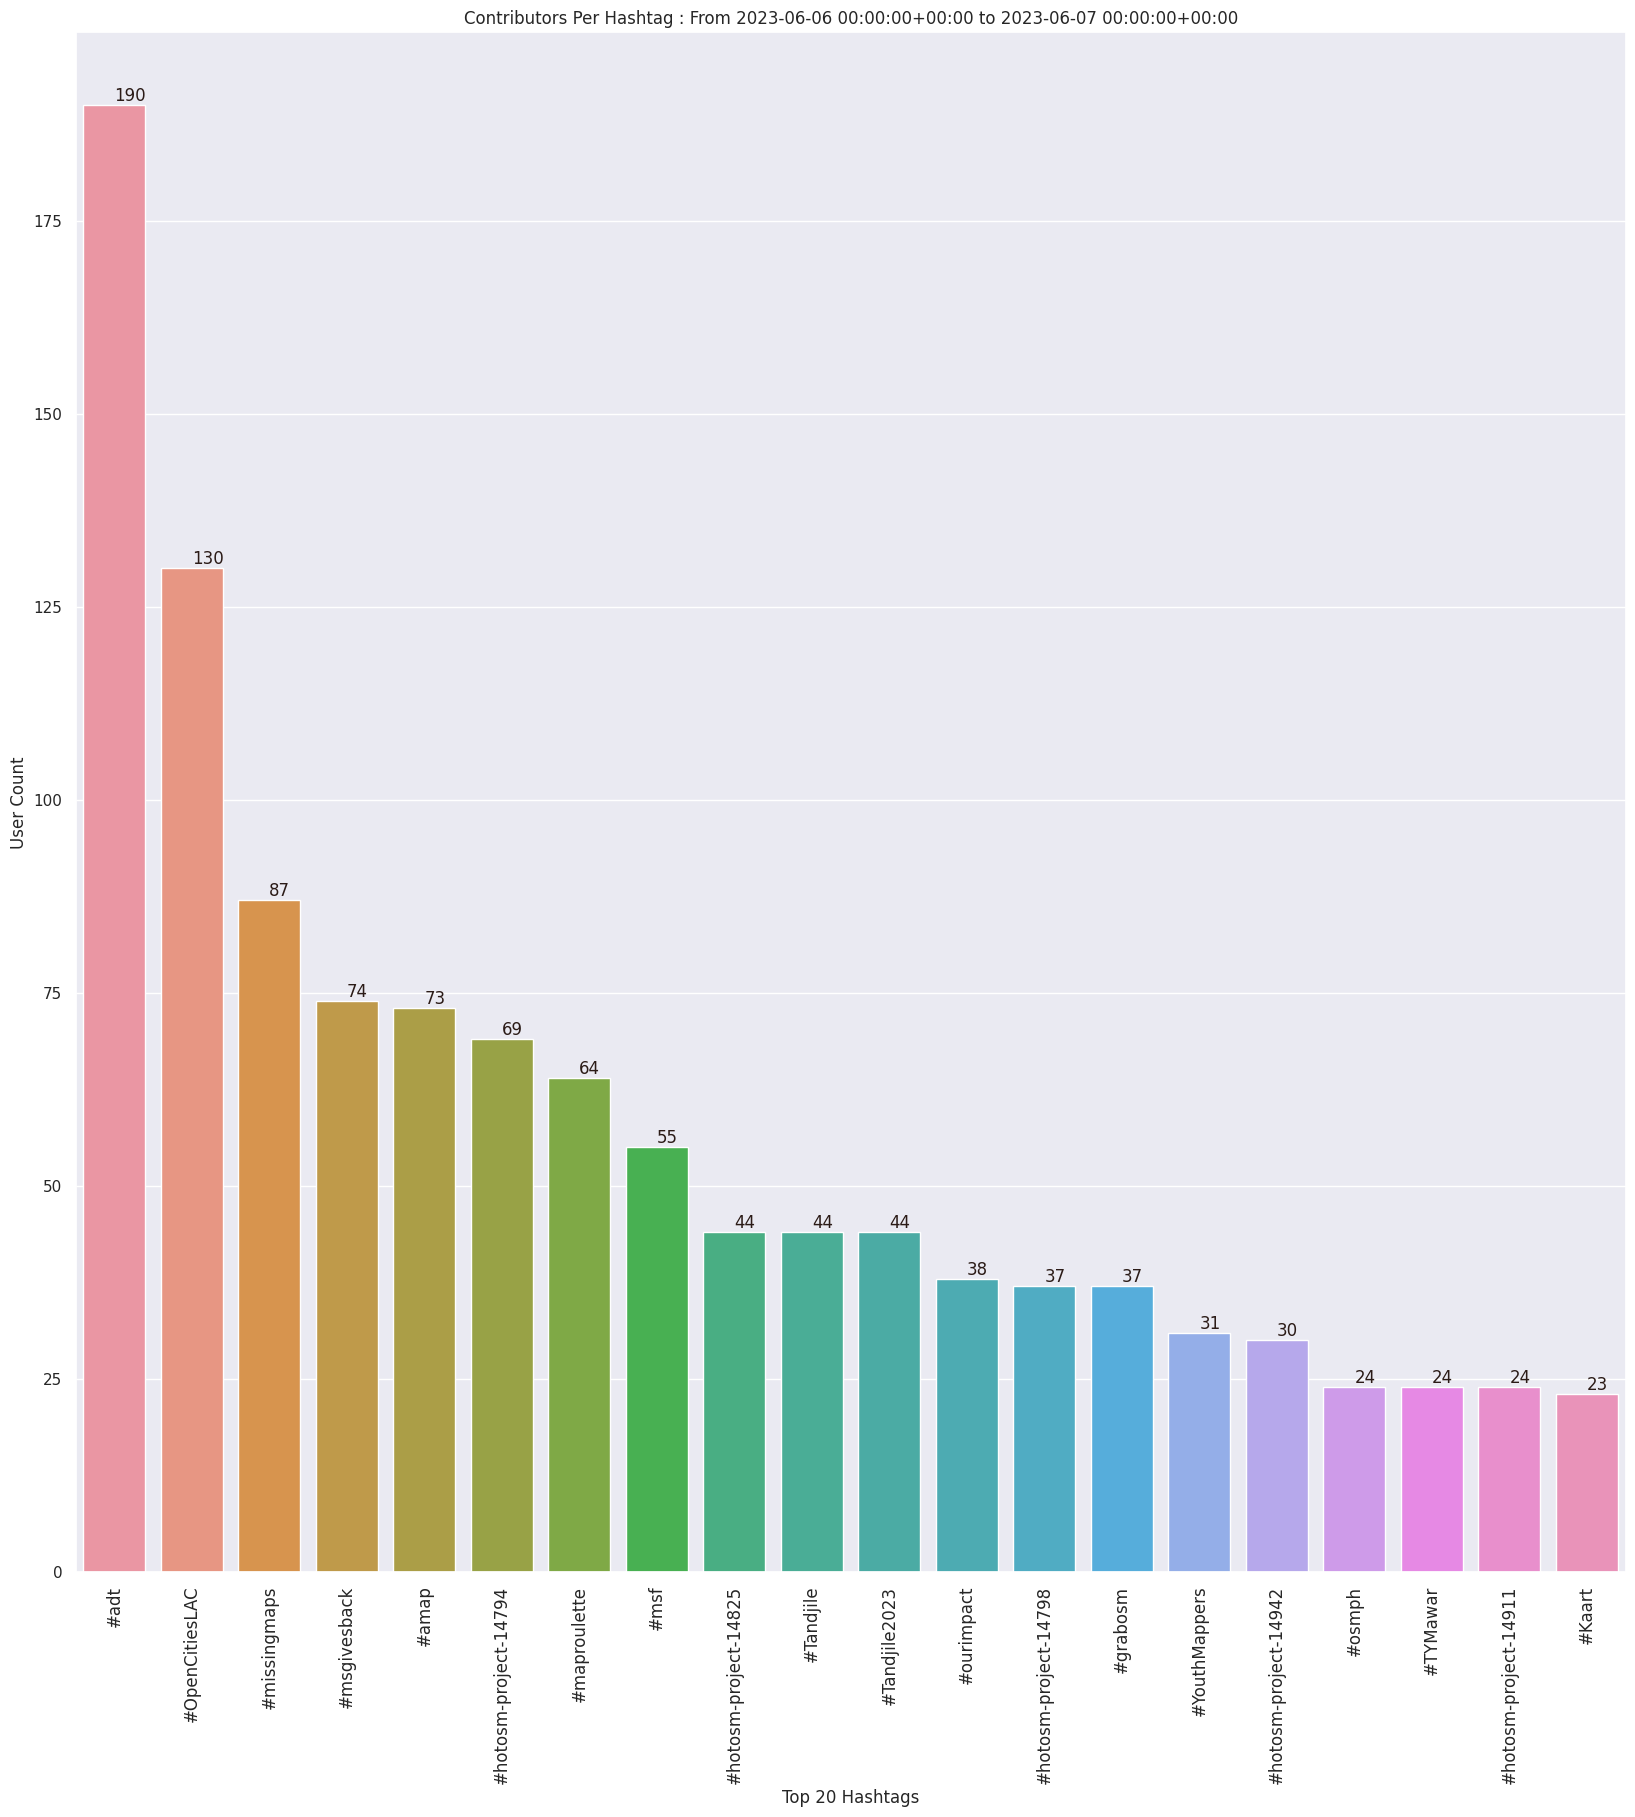 Contributors Per Hashtag : From 2023-06-06 00:00:00+00:00 to 2023-06-07 00:00:00+00:00
190
175
150
130
125
User Count
100
87
75
74
73
69
64
55
50
44
44
44
38
37
37
31
30
25
24
24
24
23
0
#adt
#OpenCitiesLAC
#missingmaps
#msgivesback
#amap
#hotosm-project-14794
#maproulette
#msf
#hotosm-project-14825
#Tandjile
#Tandjile2023
#ourimpact
#hotosm-project-14798
#grabosm
#YouthMappers
#hotosm-project-14942
#osmph
#TYMawar
#hotosm-project-14911
#Kaart
Top 20 Hashtags